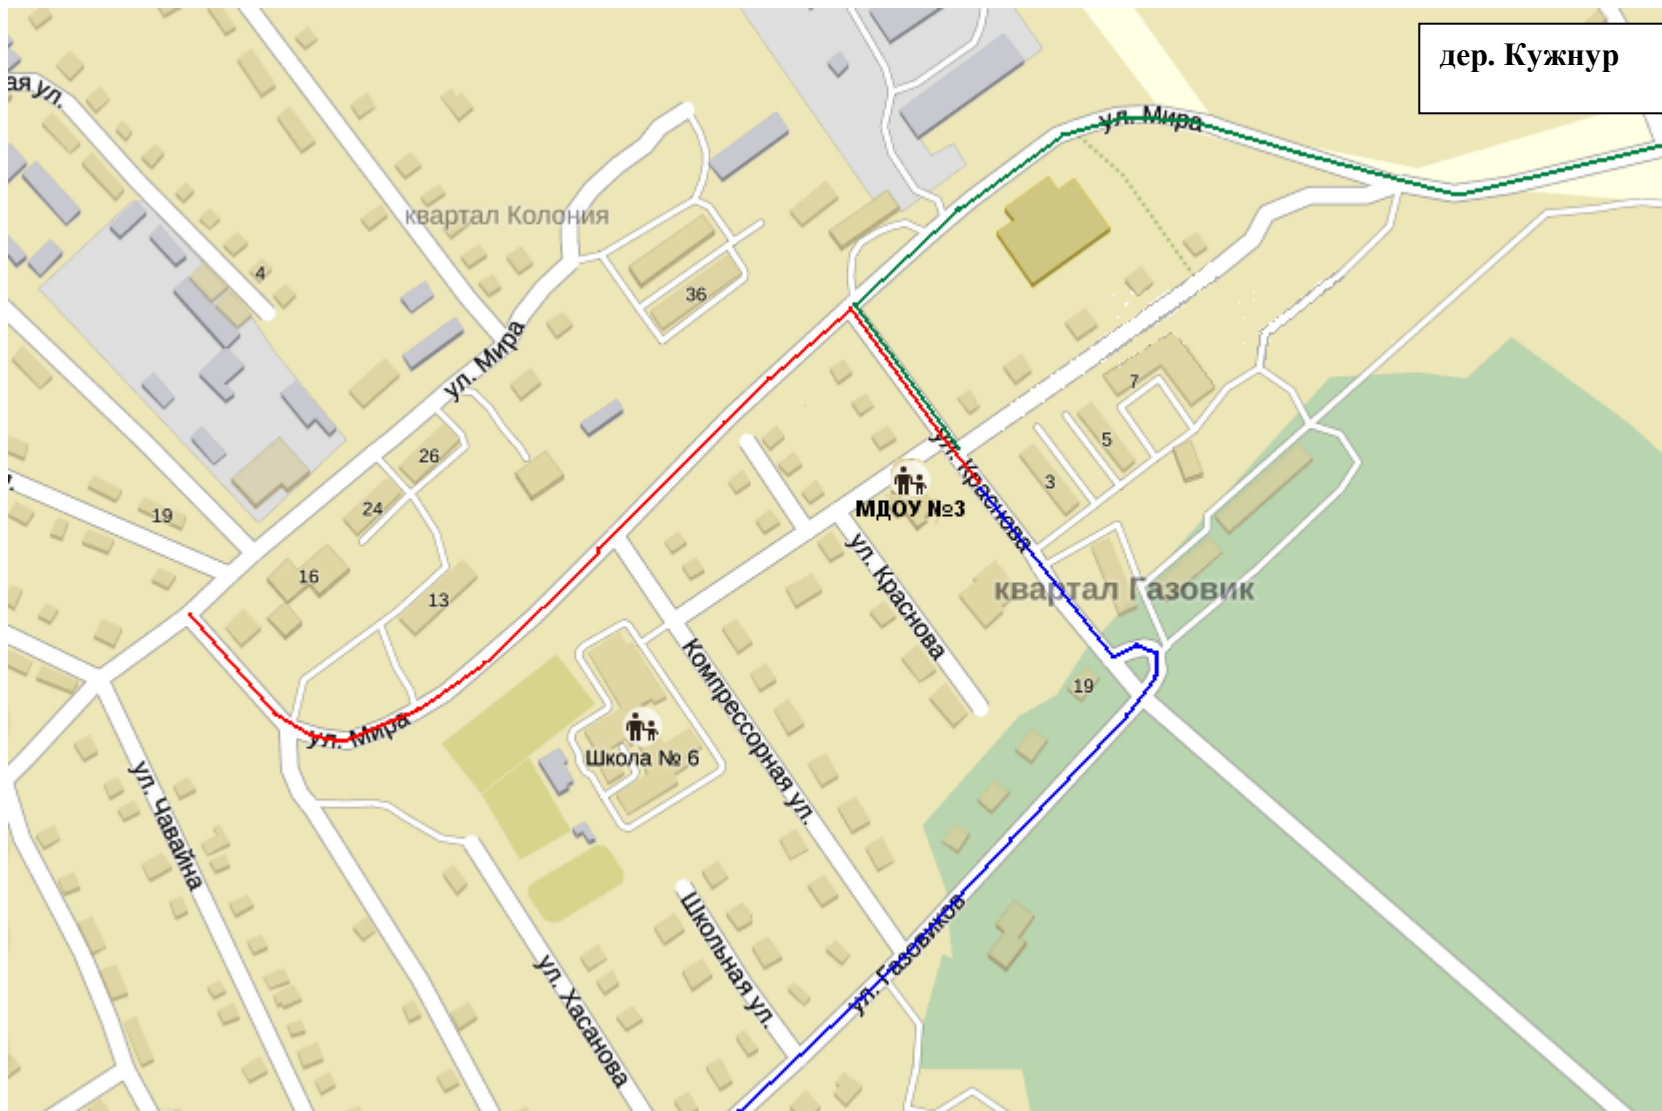 дер. Кужнур
ая ул.
ул. Мира
квартал Колония
4
36
ул. Мира
7
26
5
ул. Краснова
3
24
МДОУ №3
19
ул. Краснова
16
13
квартал Газовик
Компрессорная ул.
19
ул. Мира
Школа № 6
ул. Чавайна
Школьная ул.
ул. Газовиков
ул. Хасанова